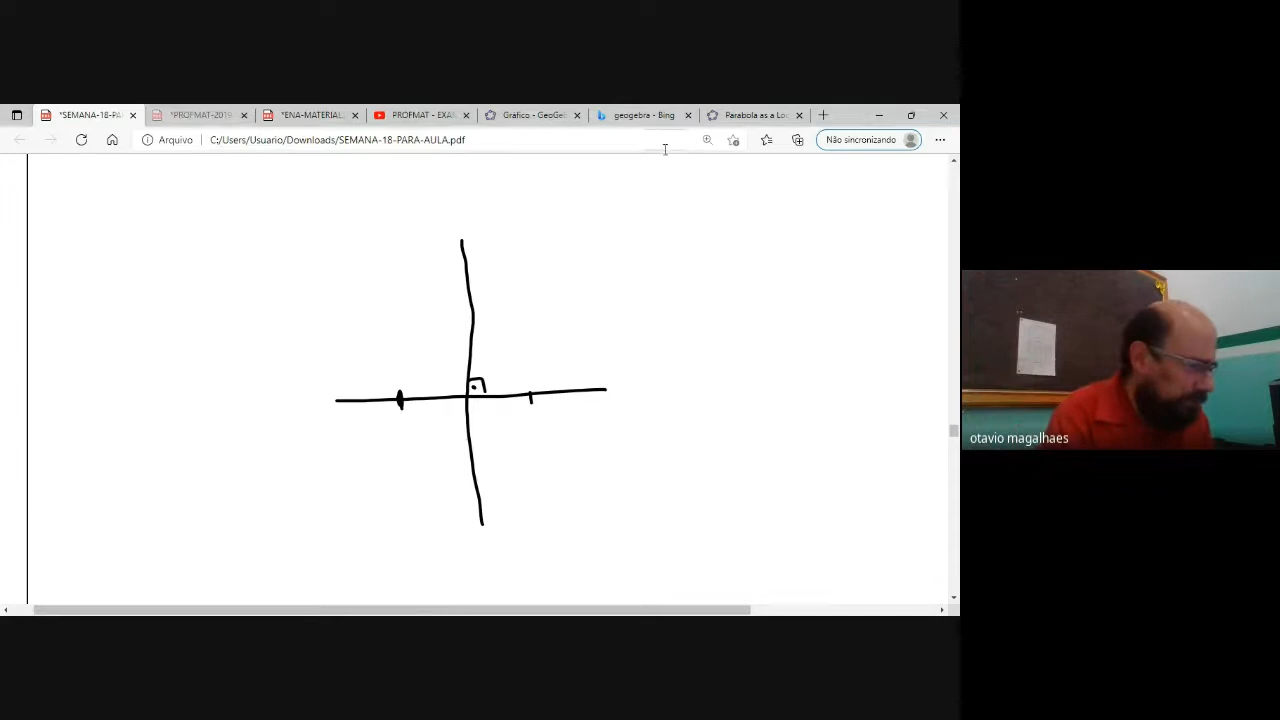 *SEMANA-18-PA
*PROFMAT-2019
*ENA-MATERIAL
PROFMAT - EXA
Gráfico - GeoGe
geogebra - Bing
Parabola as a Lo
Arquivo
C:/Users/Usuario/Downloads/SEMANA-18-PARA-AULA.pdf
Não sincronizando
otavio magalhaes